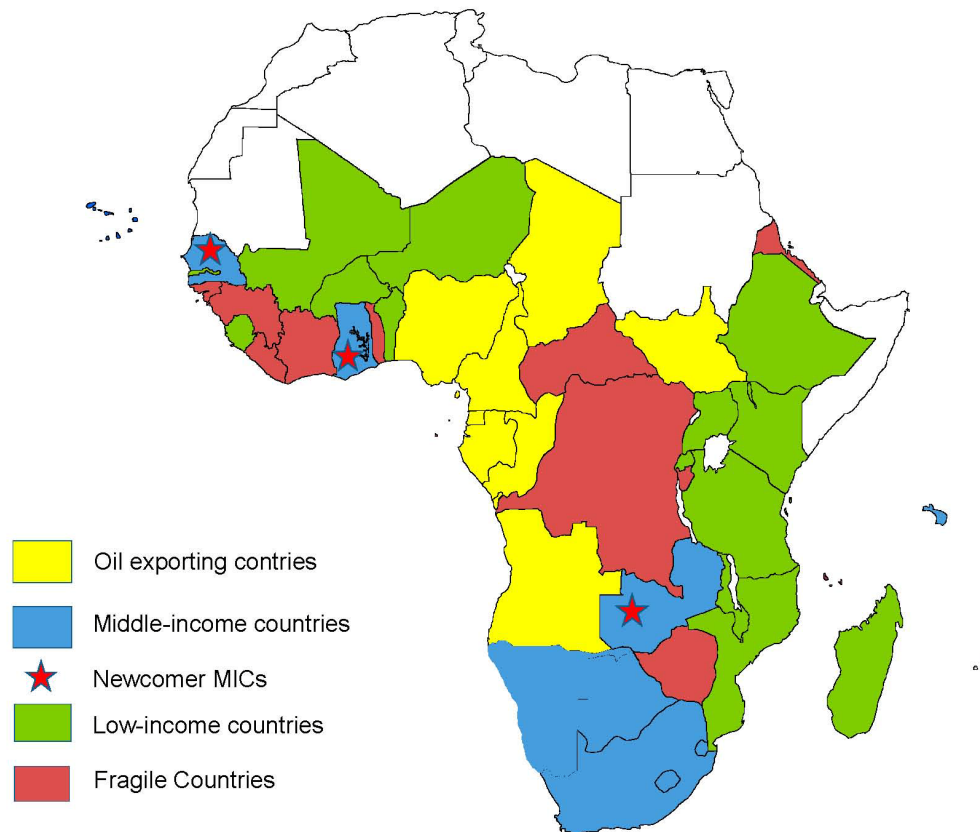 Oil exporting contries
Middle-income countries
Newcomer MICs
Low-income countries
Fragile Countries